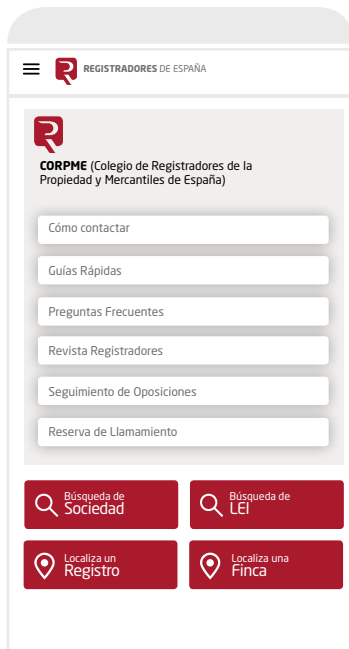 REGISTRADORES DE ESPAÑA
CORPME (Colegio de Registradores de la
Propiedad y Mercantiles de España)
Cómo contactar
Guías Rápidas
Preguntas Frecuentes
Revista Registradores
Seguimiento de Oposiciones
Reserva de Llamamiento
Búsqueda de
Sociedad
Búsqueda de
LEI
Localiza un
Registro
Localiza una
Finca